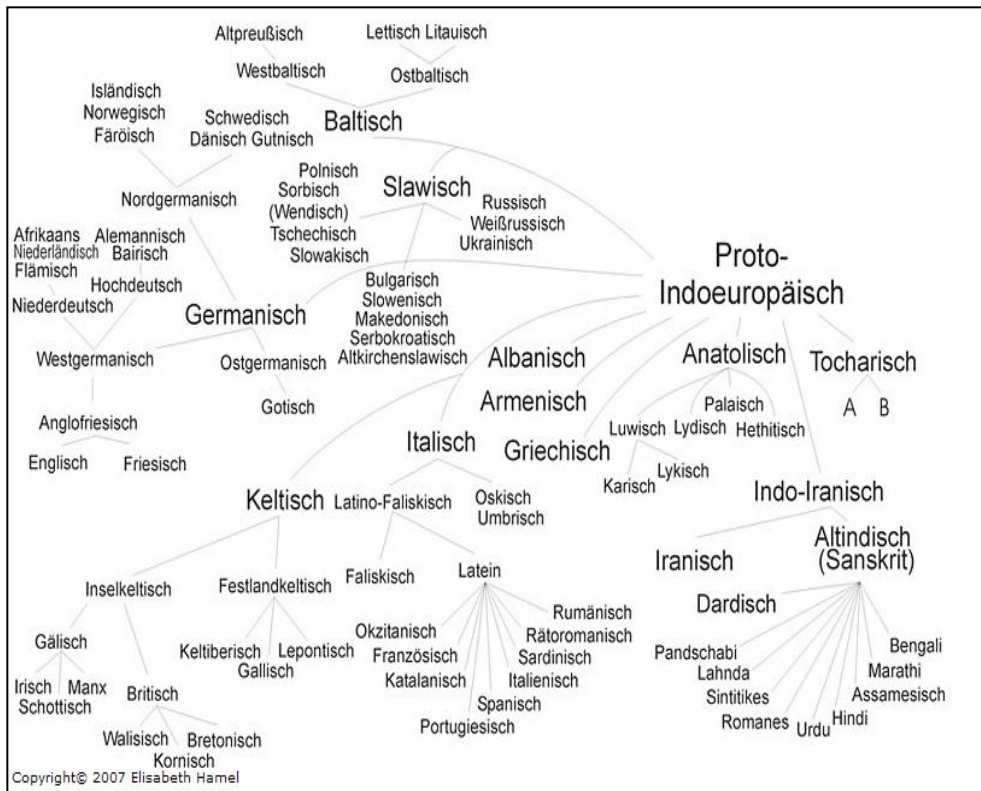 Altpreußisch
Lettisch Litauisch
Westbaltisch
Ostbaltisch
Baltisch
Isländisch
Norwegisch
Färöisch
Schwedisch
Dänisch Gutnisch
Nordgermanisch
Polnisch
Sorbisch
(Wendisch)
Tschechisch
Slowakisch
Slawisch
Russisch
Weißrussisch
Ukrainisch
Bulgarisch
Slowenisch
Makedonisch
Serbokroatisch
Altkirchenslawisch
Proto-
Indoeuropäisch
Afrikaans
Niederländisch
Flämisch
Niederdeutsch
Alemannisch
Bairisch
Hochdeutsch
Germanisch
Westgermanisch
Ostgermanisch
Gotisch
Anglofriesisch
Englisch
Friesisch
Albanisch
Armenisch
Griechisch
Anatolisch
Palaisch
Luwisch
Lydisch
Hethitisch
Karisch
Lykisch
Tocharisch
A
B
Italisch
Latino-Faliskisch
Oskisch
Umbrisch
Faliskisch
Latein
Okzitanisch
Französisch
Katalanisch
Portugiesisch
Spanisch
Italienisch
Sardinisch
Rätoromanisch
Rumänisch
Keltisch
Inselkeltisch
Festlandkeltisch
Keltiberisch
Gallisch
Lepontisch
Gälisch
Irisch
Manx
Schottisch
Britisch
Walisisch
Kornisch
Bretonisch
Indo-Iranisch
Iranisch
Altindisch
(Sanskrit)
Dardisch
Pandschabi
Lahnda
Sintitikes
Romanes
Urdu
Hindi
Assamesisch
Marathi
Bengali
Copyright© 2007 Elisabeth Hamel